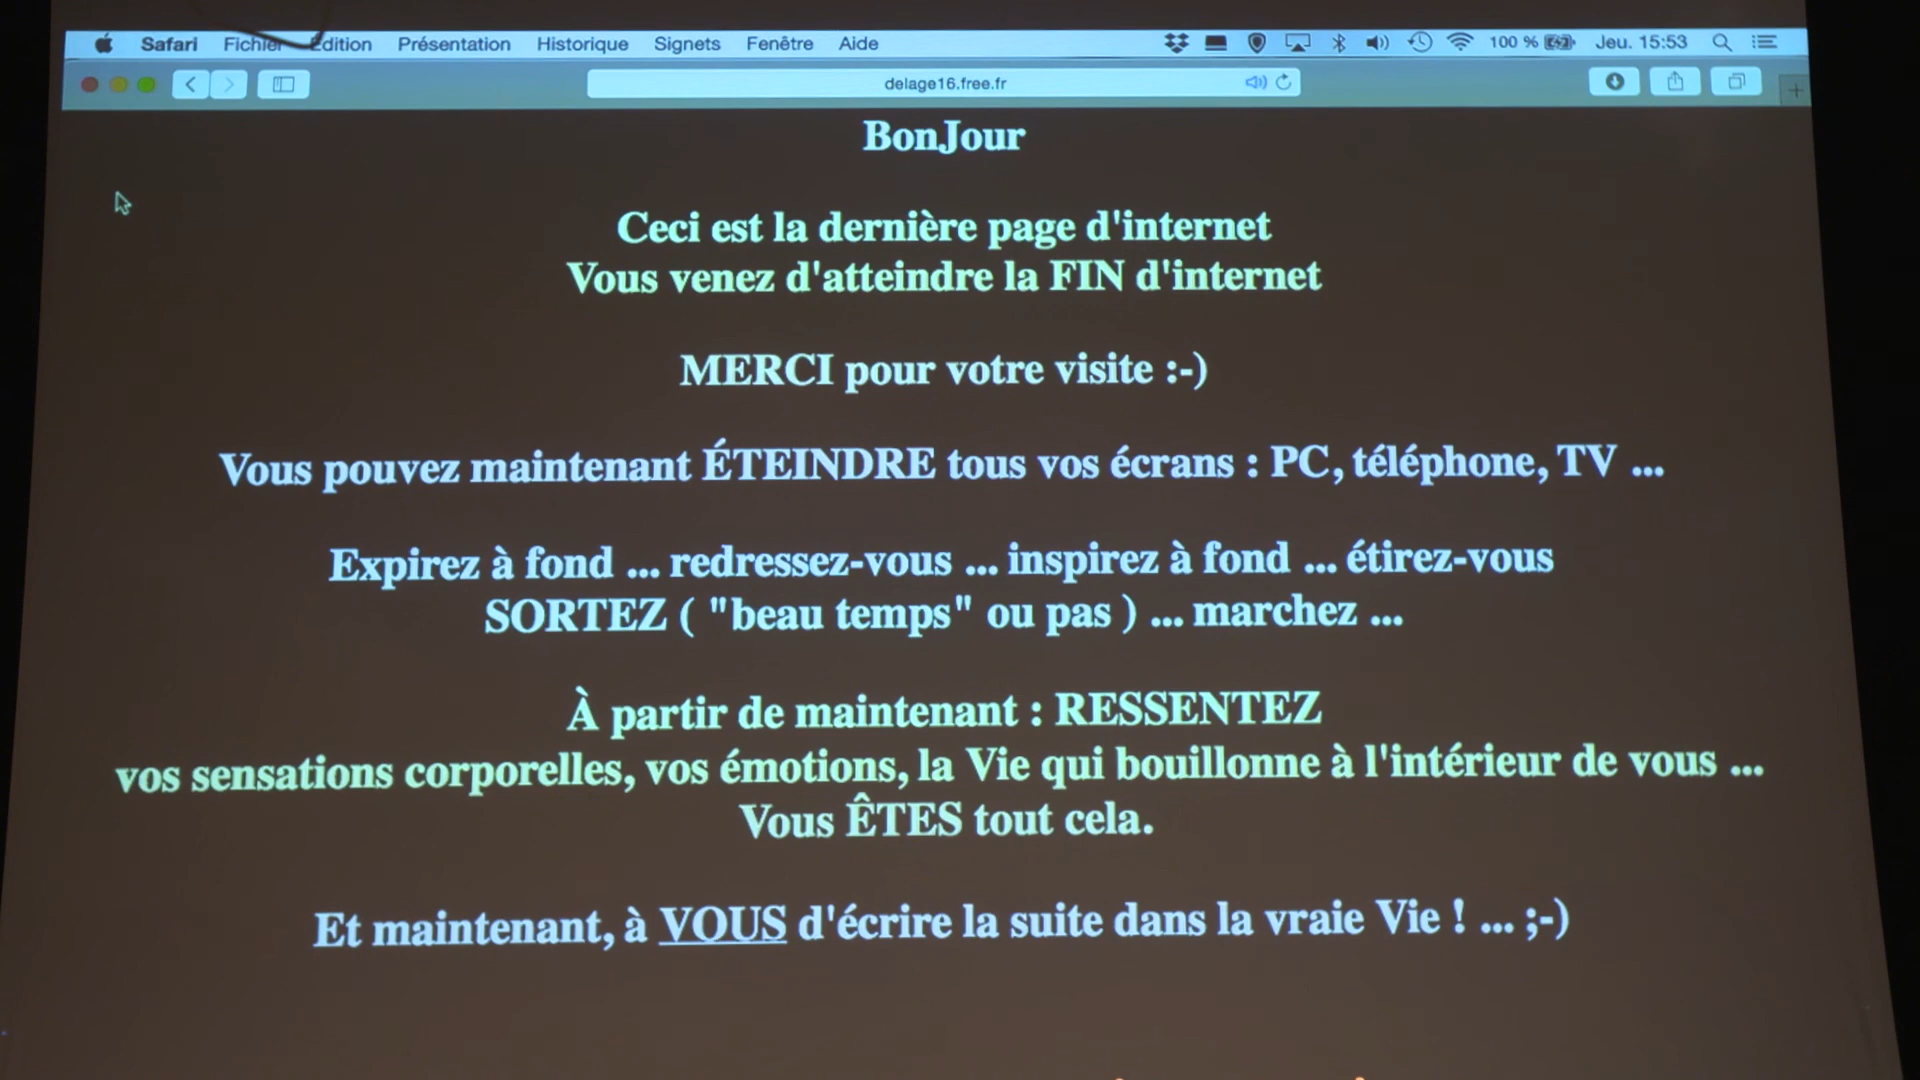 Safari Fichier Édition Présentation Historique Signets Fenêtre Aide 100 % Jeu. 15:53
delage16.free.fr
BonJour
Ceci est la dernière page d'internet
Vous venez d'atteindre la FIN d'internet
MERCI pour votre visite :-)
Vous pouvez maintenant ÉTEINDRE tous vos écrans : PC, téléphone, TV ...
Expirez à fond ... redressez-vous ... inspirez à fond ... étirez-vous
SORTEZ ( "beau temps" ou pas ) ... marchez ...
À partir de maintenant : RESSENTEZ
vos sensations corporelles, vos émotions, la Vie qui bouillonne à l'intérieur de vous ...
Vous ÊTES tout cela.
Et maintenant, à VOUS d'écrire la suite dans la vraie Vie ! ... ;-)